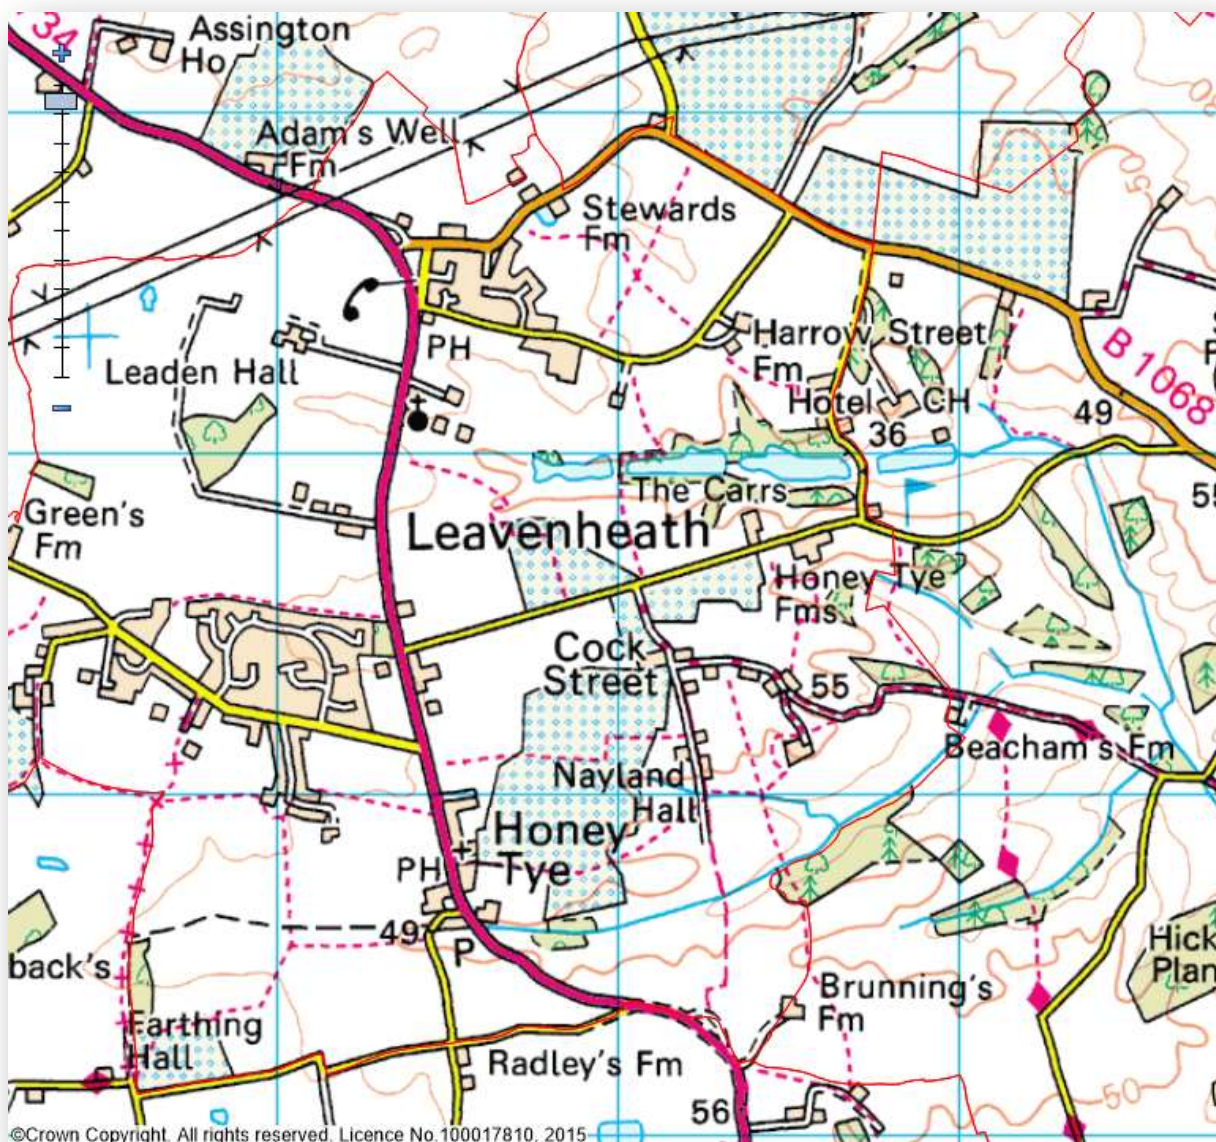 34
Assington
Ho
Adam's Well
Fm
Stewards
Fm
PH
Harrow Street
Fm
B 1068
Leaden Hall
Hotel
CH
49
36
The Carrs
Green's
Fm
Leavenheath
Honey Tye
Fms
Cock
Street
55
Beacham's Fm
Nayland
Hall
Honey
Tye
PH
49
P
back's
Hick
Plan
Brunning's
Fm
Farthing
Hall
Radley's Fm
50
56
©Crown Copyright. All rights reserved. Licence No.100017810, 2015